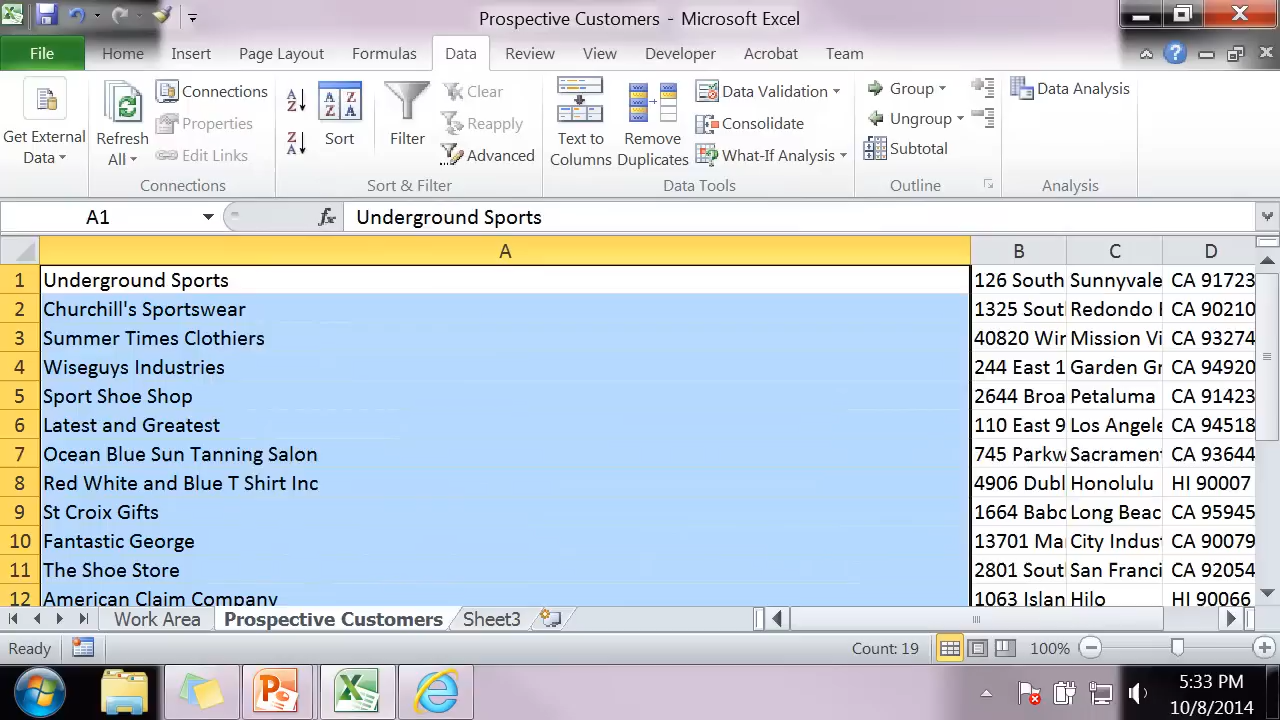 Prospective Customers - Microsoft Excel
File Home Insert Page Layout Formulas Data Review View Developer Acrobat Team
Get External Data
Refresh All
Connections
Properties
Edit Links
Connections
Sort
Filter
Clear
Reapply
Advanced
Sort & Filter
Text to Columns
Remove Duplicates
Data Validation
Consolidate
What-If Analysis
Data Tools
Group
Ungroup
Subtotal
Outline
Data Analysis
Analysis
A1 fx Underground Sports
A B C D
1 Underground Sports 126 South Sunnyvale CA 91723
2 Churchill's Sportswear 1325 Sout Redondo CA 90210
3 Summer Times Clothiers 40820 Wir Mission Vi CA 93274
4 Wiseguys Industries 244 East 1 Garden Gr CA 94920
5 Sport Shoe Shop 2644 Broa Petaluma CA 91423
6 Latest and Greatest 110 East 9 Los Angele CA 94518
7 Ocean Blue Sun Tanning Salon 745 Parkw Sacrament CA 93644
8 Red White and Blue T Shirt Inc 4906 Dubl Honolulu HI 90007
9 St Croix Gifts 1664 Babc Long Beac CA 95945
10 Fantastic George 13701 Ma City Indus CA 90079
11 The Shoe Store 2801 Sout San Franci CA 92054
12 American Claim Company 1063 Islan Hilo HI 90066
Work Area Prospective Customers Sheet3
Ready Count: 19 100%
5:33 PM
10/8/2014